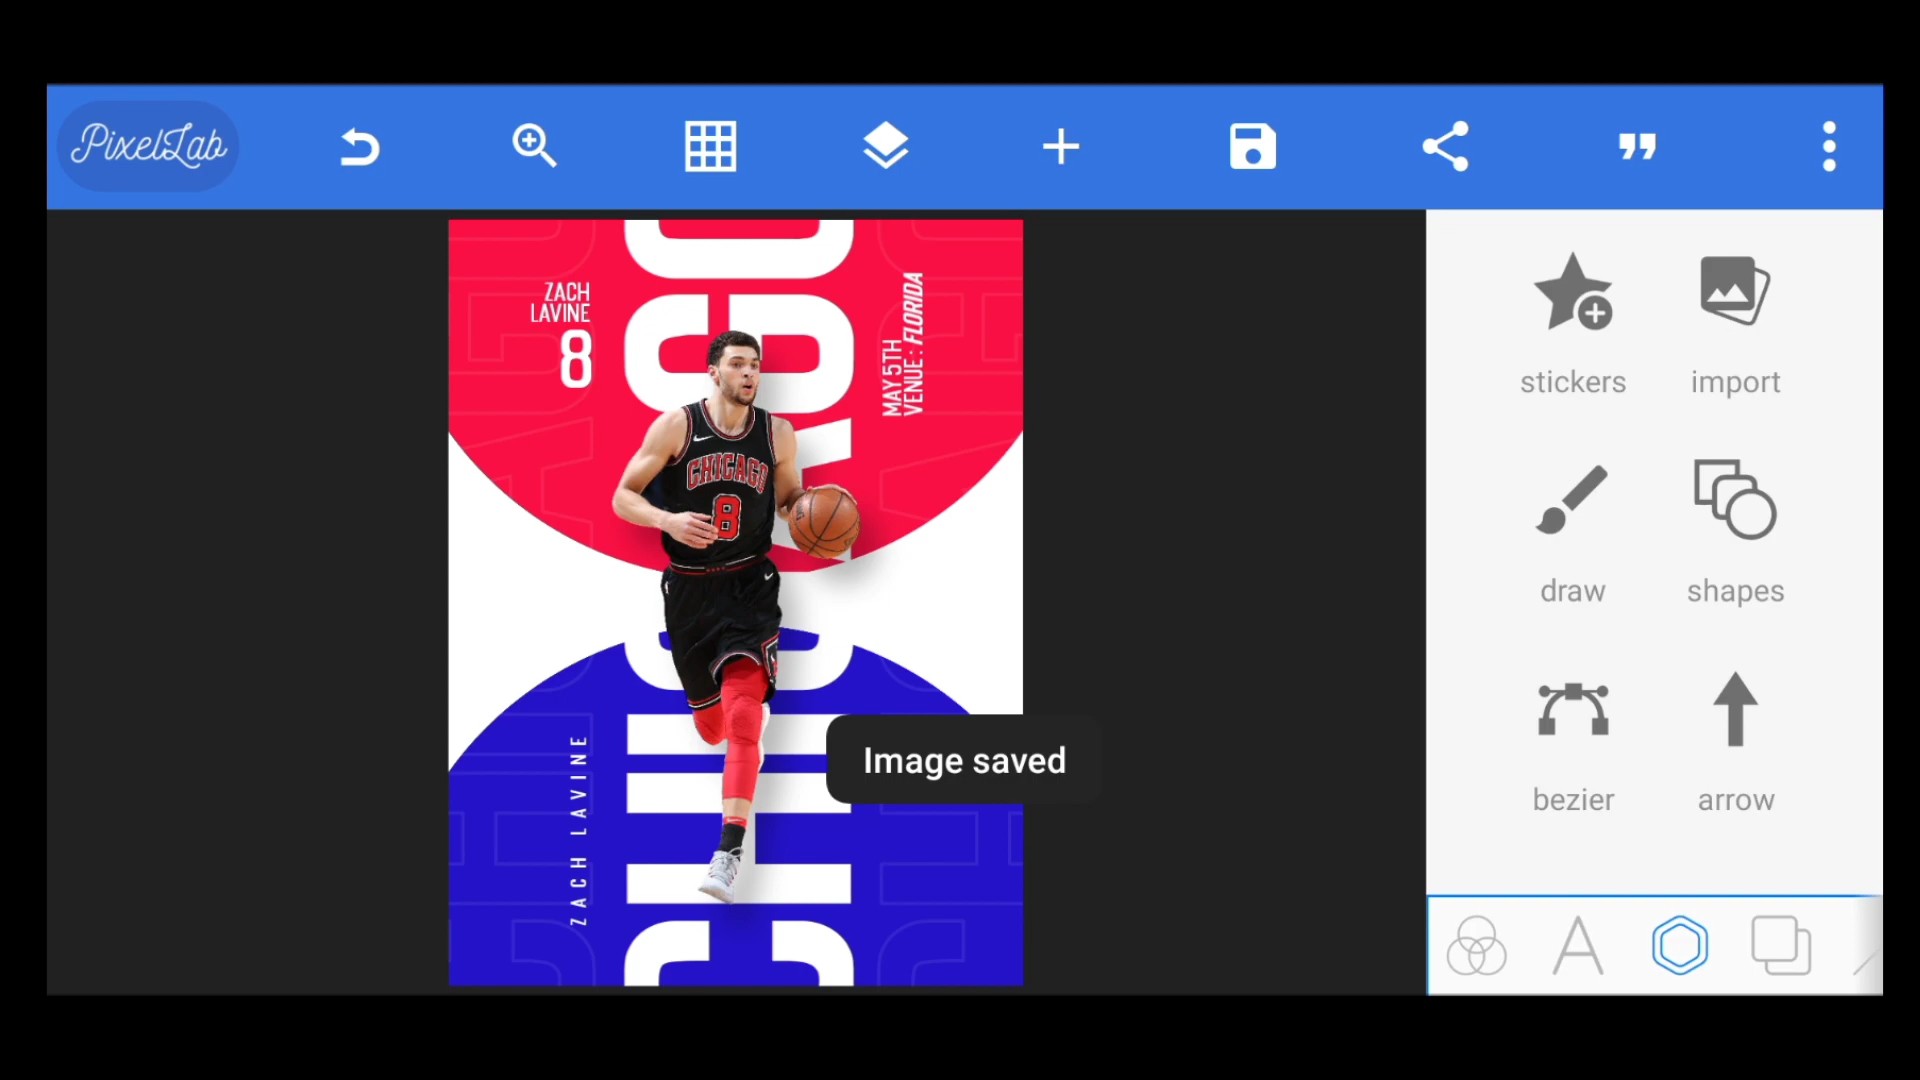 PixelLab
ZACH
LAVINE
8
MAY 5TH
VENUE: FLORIDA
CHICAGO
CHICAGO
8
ZACH LAVINE
Image saved
stickers
import
draw
shapes
bezier
arrow